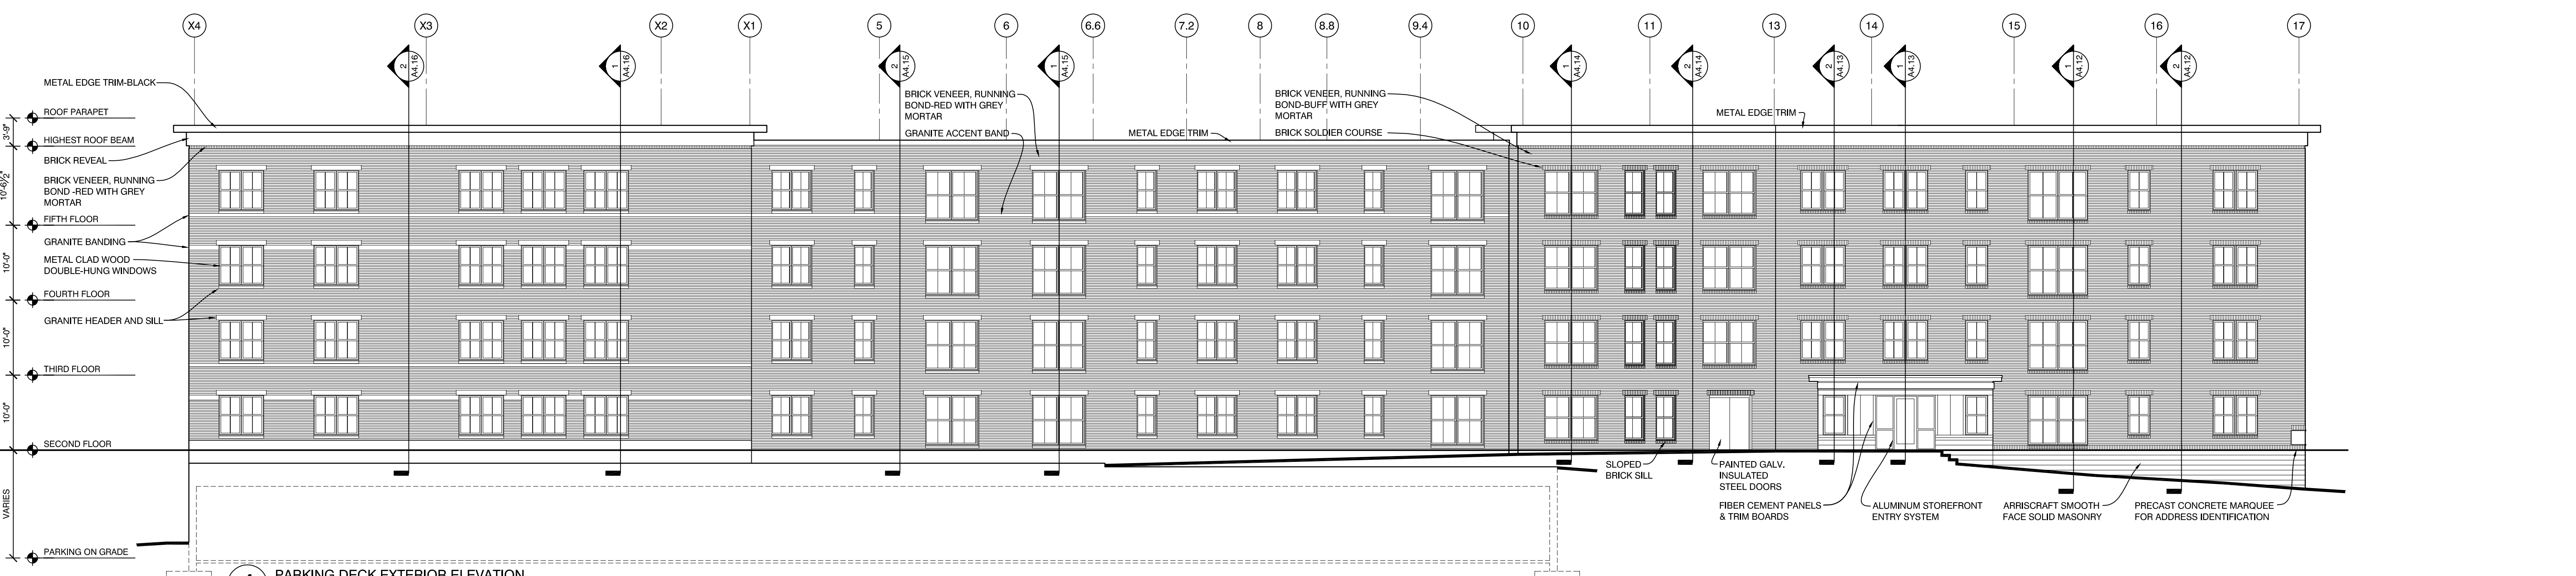 X4 X3 X2 X1 5 6 6.6 7.2 8 8.8 9.4 10 11 13 14 15 16 17
2 A4.16 1 A4.16 2 A4.15 1 A4.15 1 A4.14 2 A4.14 2 A4.13 1 A4.13 1 A4.12 2 A4.12
METAL EDGE TRIM-BLACK
ROOF PARAPET
3'-9"
HIGHEST ROOF BEAM
BRICK REVEAL
10'-6½"
BRICK VENEER, RUNNING
BOND -RED WITH GREY
MORTAR
FIFTH FLOOR
GRANITE BANDING
10'-0"
METAL CLAD WOOD
DOUBLE-HUNG WINDOWS
FOURTH FLOOR
GRANITE HEADER AND SILL
10'-0"
THIRD FLOOR
10'-0"
SECOND FLOOR
VARIES
PARKING ON GRADE
BRICK VENEER, RUNNING
BOND-RED WITH GREY
MORTAR
GRANITE ACCENT BAND
METAL EDGE TRIM
BRICK VENEER, RUNNING
BOND-BUFF WITH GREY
MORTAR
BRICK SOLDIER COURSE
METAL EDGE TRIM
SLOPED
BRICK SILL
PAINTED GALV.
INSULATED
STEEL DOORS
FIBER CEMENT PANELS
& TRIM BOARDS
ALUMINUM STOREFRONT
ENTRY SYSTEM
ARRISCRAFT SMOOTH
FACE SOLID MASONRY
PRECAST CONCRETE MARQUEE
FOR ADDRESS IDENTIFICATION
PARKING DECK EXTERIOR ELEVATION